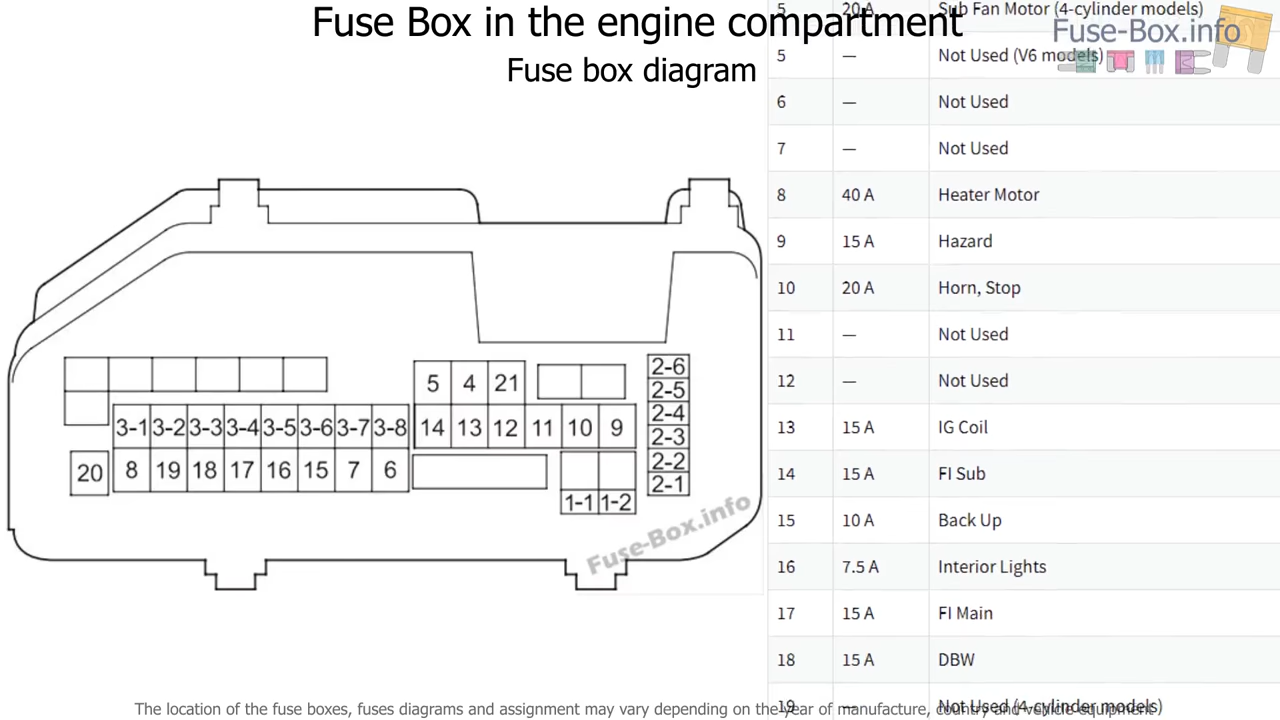 Fuse Box in the engine compartment
Fuse box diagram
Fuse-Box.info
5 20 A Sub Fan Motor (4-cylinder models)
5 — Not Used (V6 models)
6 — Not Used
7 — Not Used
8 40 A Heater Motor
9 15 A Hazard
10 20 A Horn, Stop
11 — Not Used
12 — Not Used
13 15 A IG Coil
14 15 A FI Sub
15 10 A Back Up
16 7.5 A Interior Lights
17 15 A FI Main
18 15 A DBW
19 — Not Used (4-cylinder models)
5 4 21
2-6
2-5
2-4
2-3
2-2
2-1
3-1 3-2 3-3 3-4 3-5 3-6 3-7 3-8 14 13 12 11 10 9
20 8 19 18 17 16 15 7 6
1-1 1-2
Fuse-Box.info
The location of the fuse boxes, fuses diagrams and assignment may vary depending on the year of manufacture, country and vehicle equipment